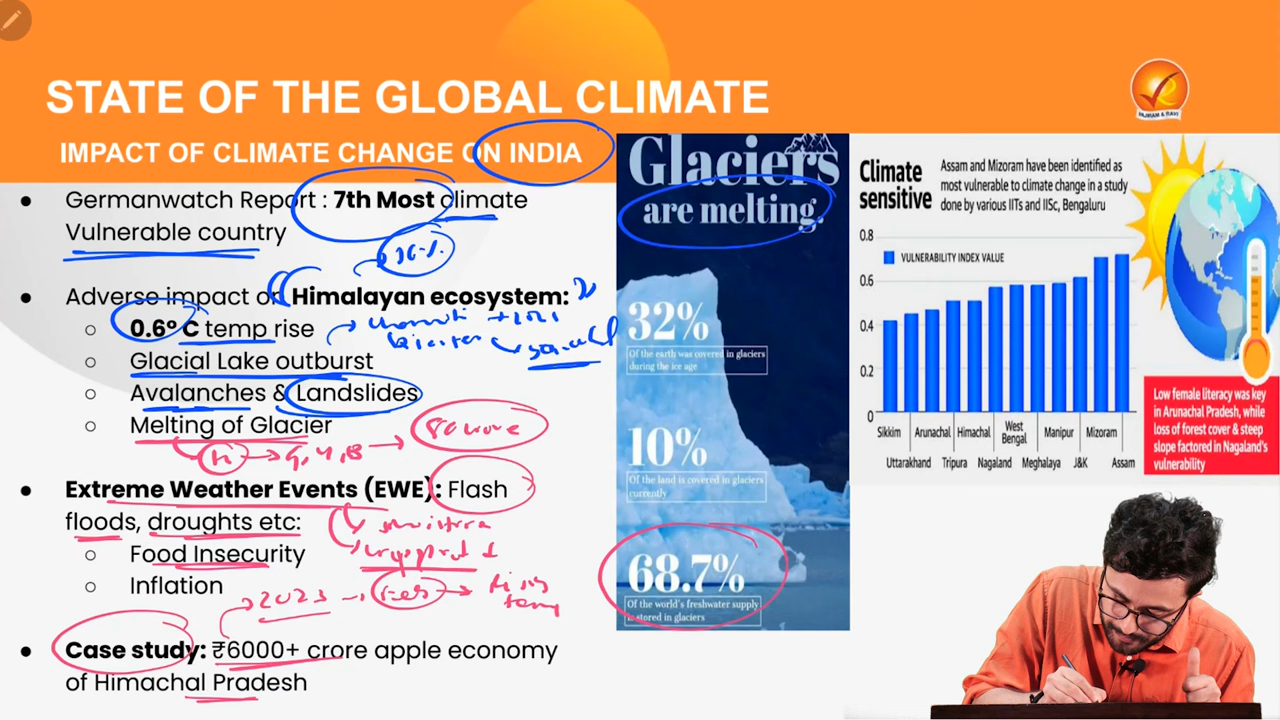 STATE OF THE GLOBAL CLIMATE
IMPACT OF CLIMATE CHANGE ON INDIA
● Germanwatch Report : 7th Most climate
Vulnerable country
● Adverse impact on Himalayan ecosystem:
○ 0.6° C temp rise
○ Glacial Lake outburst
○ Avalanches & Landslides
○ Melting of Glacier
● Extreme Weather Events (EWE): Flash
floods, droughts etc:
○ Food Insecurity
○ Inflation
2023
● Case study: ₹6000+ crore apple economy
of Himachal Pradesh
Glaciers
are melting.
32%
Of the earth was covered in glaciers
during the ice age
10%
Of the land is covered in glaciers
currently
68.7%
Of the world's freshwater supply
is stored in glaciers
Climate
sensitive
Assam and Mizoram have been identified as
most vulnerable to climate change in a study
done by various IITs and IISc, Bengaluru
0.8
VULNERABILITY INDEX VALUE
0.6
0.4
0.2
0
Sikkim Arunachal Himachal West Bengal Manipur Mizoram
Uttarakhand Tripura Nagaland Meghalaya J&K Assam
Low female literacy was key
in Arunachal Pradesh, while
loss of forest cover & steep
slope factored in Nagaland's
vulnerability